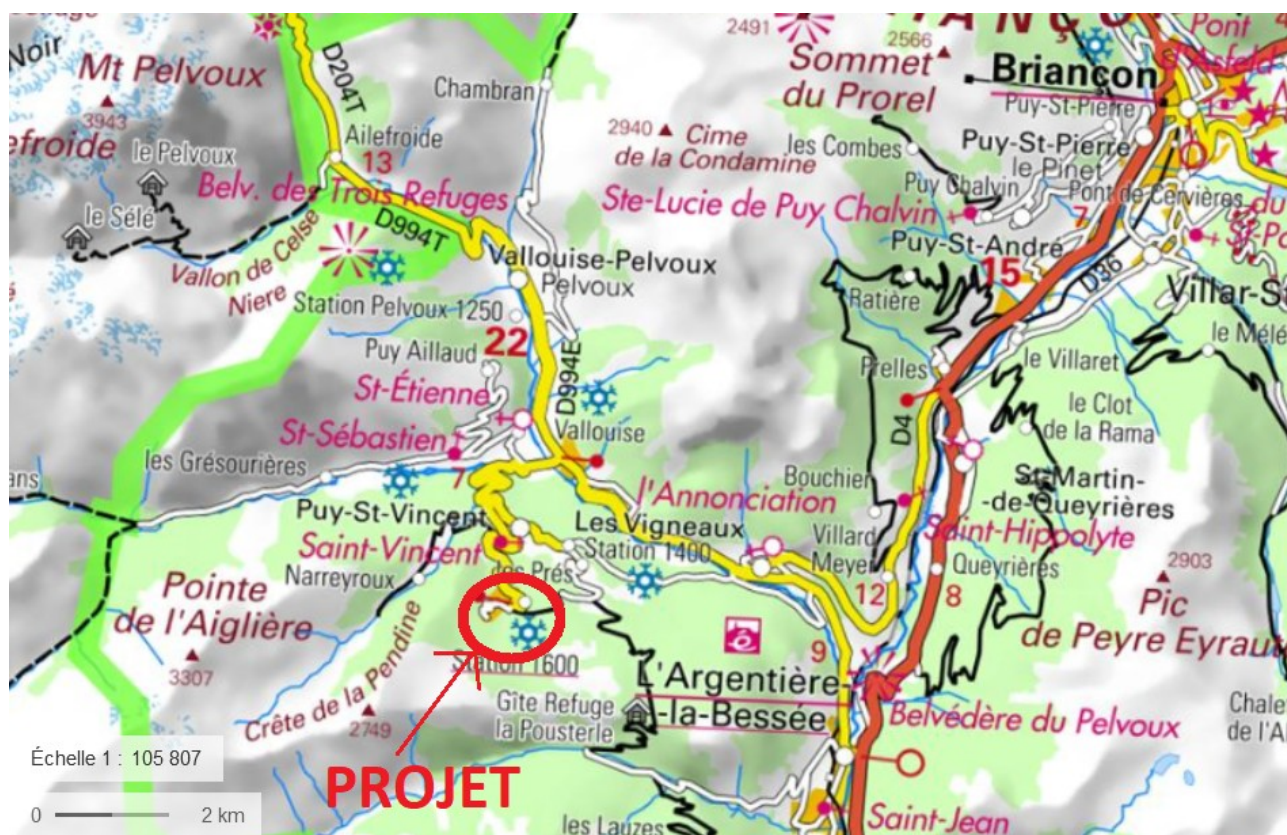 Noir
Mt Pelvoux
3943
efroide
le Pelvoux
le Sélé
D204T
Ailefroide
13
Belv. des Trois Refuges
D994T
Vallon de Celse
Niere
Chambran
2491
2566
Sommet
du Prorel
2940
Cime
de la Condamine
les Combes
Briançon
Pont
d'Asfeld
Puy-St-Pierre
Puy-St-Pierre
le Pinet
Puy Chalvin
Pont de Cervières
Ste-Lucie de Puy Chalvin
7
du
Puy-St-André
15
D36
Villar-St
Ratière
le Mélé
Vallouise-Pelvoux
Pelvoux
Station Pelvoux 1250
22
Puy Aillaud
D994E
St-Étienne
St-Sébastien
Vallouise
les Grésourières
ans
7
Prelles
le Villaret
D4
le Clot
de la Rama
Bouchier
l'Annonciation
St-Martin-
-de-Queyrières
Puy-St-Vincent
Les Vigneaux
Saint-Vincent
Station 1400
des Prés
Villard
Meyer
Saint-Hippolyte
Narreyroux
Queyrières
2903
12
8
Pic
de Peyre Eyraut
Pointe
de l'Aiglière
3307
Station 1600
9
L'Argentière
-la-Bessée
Crête de la Pendine
2749
Gîte Refuge
la Pousterle
Belvédère du Pelvoux
Chale
de l'Al
Échelle 1 : 105 807
PROJET
0
2 km
les Lauzes
Saint-Jean